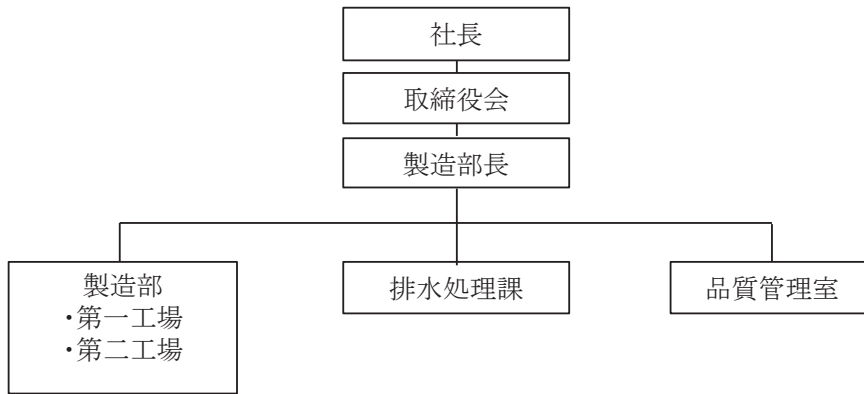 社長
取締役会
製造部長
製造部
・第一工場
・第二工場
排水処理課
品質管理室